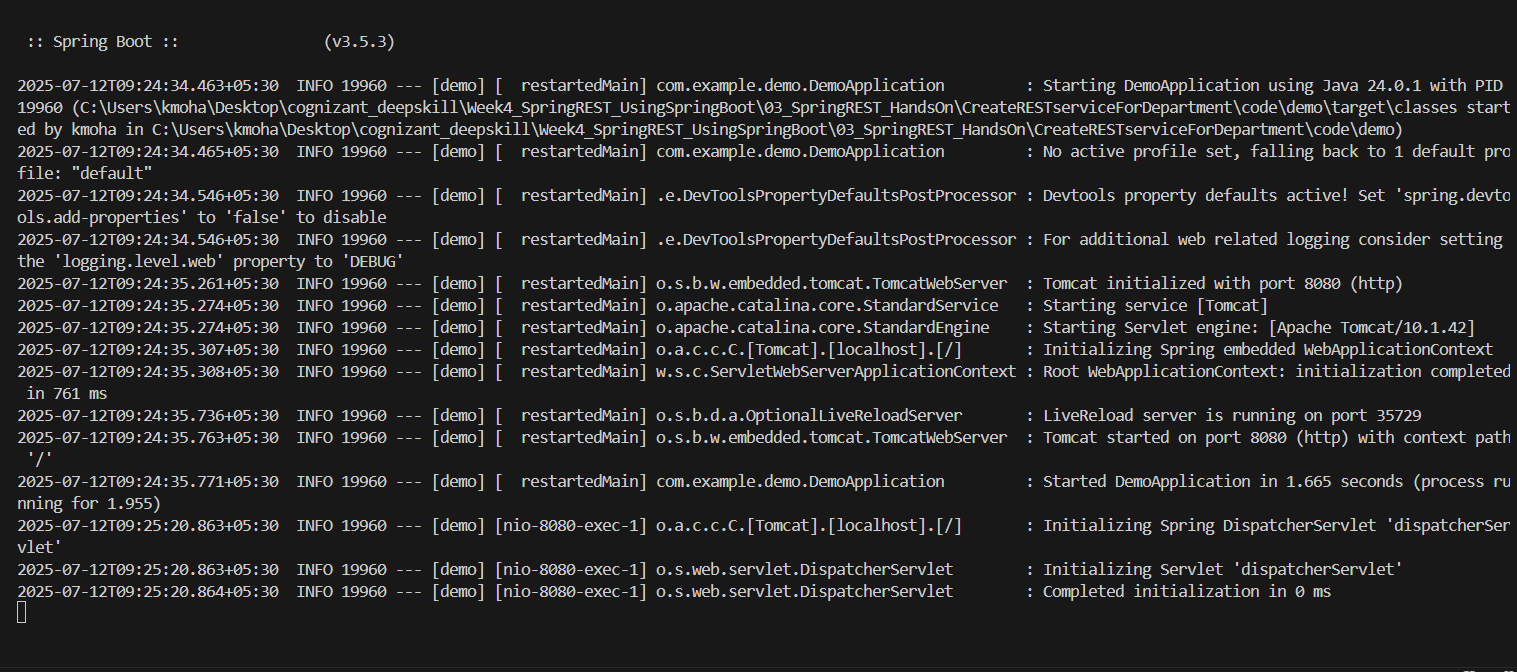 :: Spring Boot ::                (v3.5.3)
2025-07-12T09:24:34.463+05:30  INFO 19960 --- [demo] [  restartedMain] com.example.demo.DemoApplication         : Starting DemoApplication using Java 24.0.1 with PID
19960 (C:\Users\kmoha\Desktop\cognizant_deepskill\Week4_SpringREST_UsingSpringBoot\03_SpringREST_HandsOn\CreateRESTserviceForDepartment\code\demo\target\classes start
ed by kmoha in C:\Users\kmoha\Desktop\cognizant_deepskill\Week4_SpringREST_UsingSpringBoot\03_SpringREST_HandsOn\CreateRESTserviceForDepartment\code\demo)
2025-07-12T09:24:34.465+05:30  INFO 19960 --- [demo] [  restartedMain] com.example.demo.DemoApplication         : No active profile set, falling back to 1 default pro
file: "default"
2025-07-12T09:24:34.546+05:30  INFO 19960 --- [demo] [  restartedMain] .e.DevToolsPropertyDefaultsPostProcessor : Devtools property defaults active! Set 'spring.devto
ols.add-properties' to 'false' to disable
2025-07-12T09:24:34.546+05:30  INFO 19960 --- [demo] [  restartedMain] .e.DevToolsPropertyDefaultsPostProcessor : For additional web related logging consider setting
the 'logging.level.web' property to 'DEBUG'
2025-07-12T09:24:35.261+05:30  INFO 19960 --- [demo] [  restartedMain] o.s.b.w.embedded.tomcat.TomcatWebServer  : Tomcat initialized with port 8080 (http)
2025-07-12T09:24:35.274+05:30  INFO 19960 --- [demo] [  restartedMain] o.apache.catalina.core.StandardService   : Starting service [Tomcat]
2025-07-12T09:24:35.274+05:30  INFO 19960 --- [demo] [  restartedMain] o.apache.catalina.core.StandardEngine    : Starting Servlet engine: [Apache Tomcat/10.1.42]
2025-07-12T09:24:35.307+05:30  INFO 19960 --- [demo] [  restartedMain] o.a.c.c.C.[Tomcat].[localhost].[/]       : Initializing Spring embedded WebApplicationContext
2025-07-12T09:24:35.308+05:30  INFO 19960 --- [demo] [  restartedMain] w.s.c.ServletWebServerApplicationContext : Root WebApplicationContext: initialization completed
 in 761 ms
2025-07-12T09:24:35.736+05:30  INFO 19960 --- [demo] [  restartedMain] o.s.b.d.a.OptionalLiveReloadServer       : LiveReload server is running on port 35729
2025-07-12T09:24:35.763+05:30  INFO 19960 --- [demo] [  restartedMain] o.s.b.w.embedded.tomcat.TomcatWebServer  : Tomcat started on port 8080 (http) with context path
 '/'
2025-07-12T09:24:35.771+05:30  INFO 19960 --- [demo] [  restartedMain] com.example.demo.DemoApplication         : Started DemoApplication in 1.665 seconds (process ru
nning for 1.955)
2025-07-12T09:25:20.863+05:30  INFO 19960 --- [demo] [nio-8080-exec-1] o.a.c.c.C.[Tomcat].[localhost].[/]       : Initializing Spring DispatcherServlet 'dispatcherSer
vlet'
2025-07-12T09:25:20.863+05:30  INFO 19960 --- [demo] [nio-8080-exec-1] o.s.web.servlet.DispatcherServlet        : Initializing Servlet 'dispatcherServlet'
2025-07-12T09:25:20.864+05:30  INFO 19960 --- [demo] [nio-8080-exec-1] o.s.web.servlet.DispatcherServlet        : Completed initialization in 0 ms